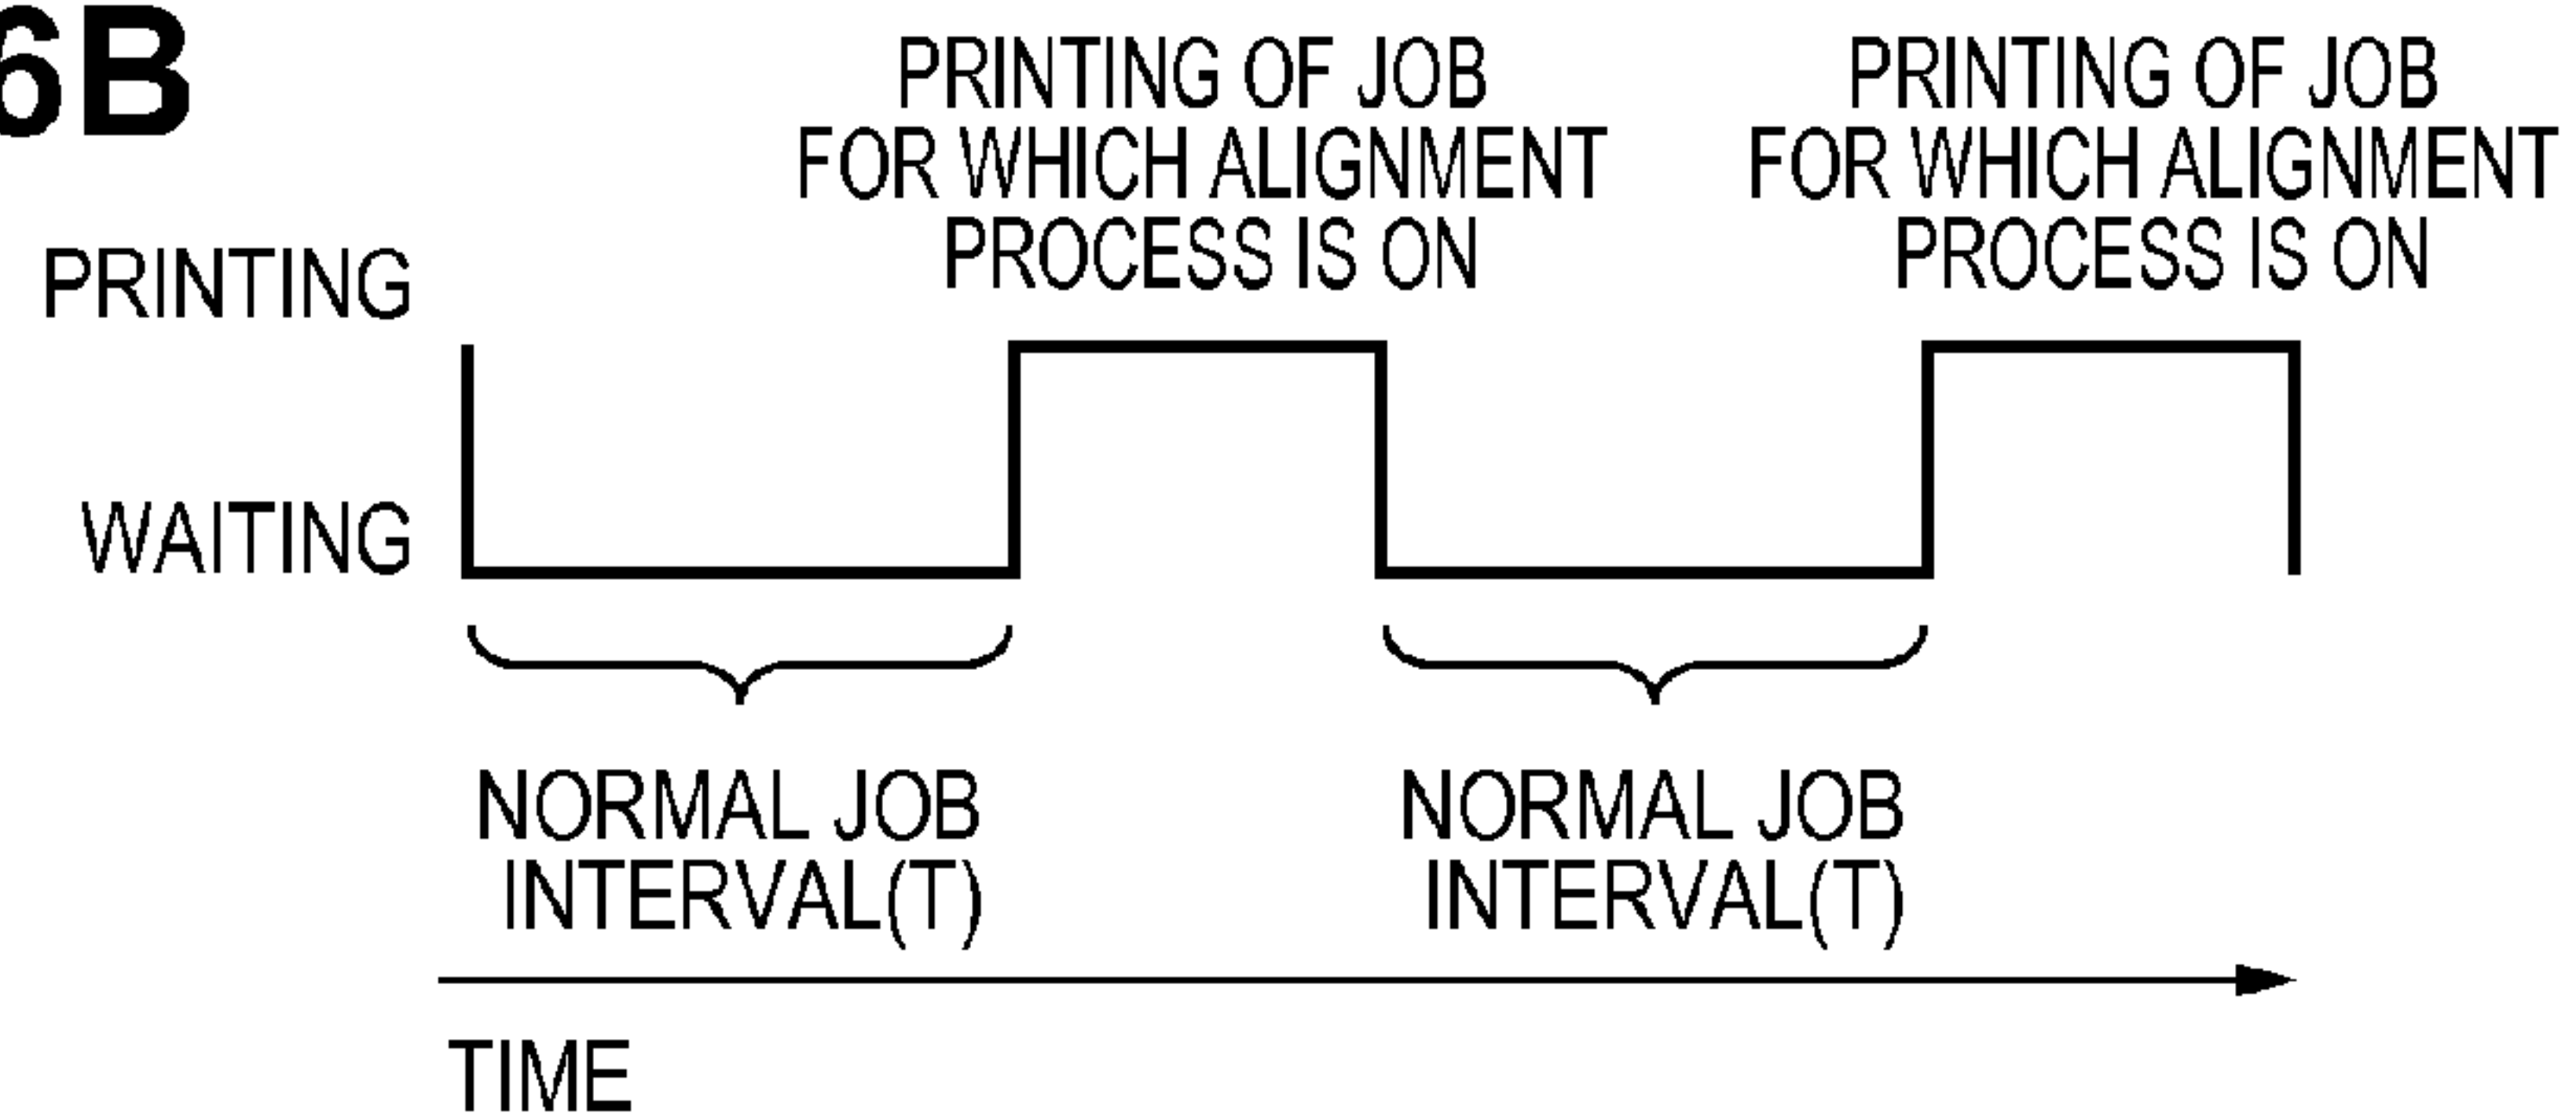 6B
PRINTING OF JOB
FOR WHICH ALIGNMENT
PROCESS IS ON
PRINTING OF JOB
FOR WHICH ALIGNMENT
PROCESS IS ON
PRINTING
WAITING
NORMAL JOB
INTERVAL(T)
NORMAL JOB
INTERVAL(T)
TIME